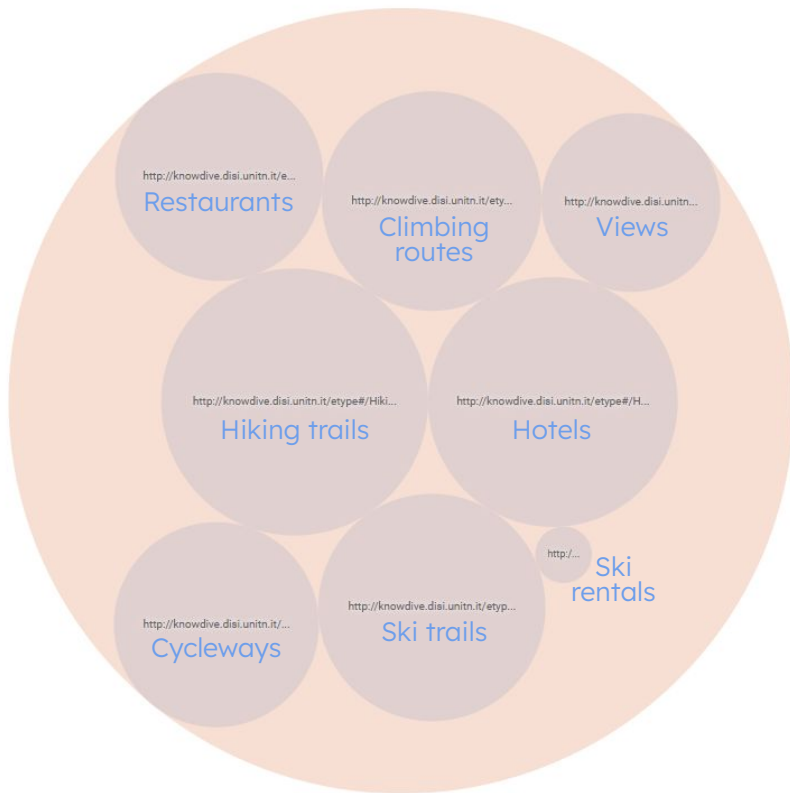 http://knowdive.disi.unitn.it/e...
Restaurants
http://knowdive.disi.unitn.it/ety...
Climbing
routes
http://knowdive.disi.unitn...
Views
http://knowdive.disi.unitn.it/etype#/Hiki...
Hiking trails
http://knowdive.disi.unitn.it/etype#/H...
Hotels
http://knowdive.disi.unitn.it/...
Cycleways
http://knowdive.disi.unitn.it/etyp...
Ski trails
http:/...
Ski
rentals